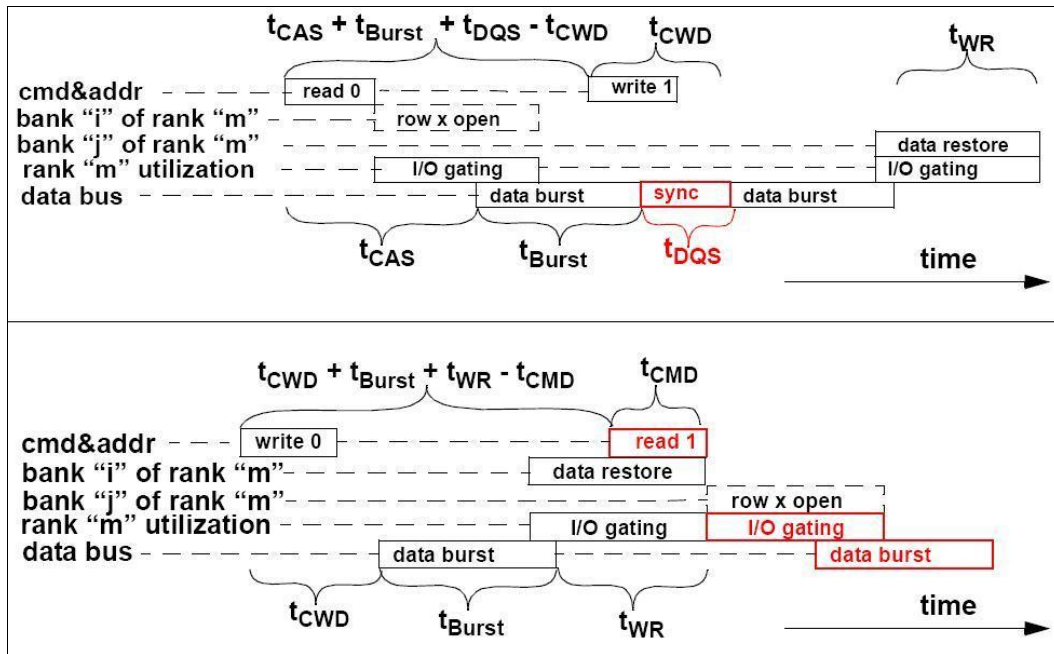 tCAS + tBurst + tDQS - tCWD tCWD tWR
cmd&addr read 0 write 1
bank “i” of rank “m” row x open
bank “j” of rank “m” data restore
rank “m” utilization I/O gating I/O gating
data bus data burst sync data burst
tCAS tBurst tDQS time
tCWD + tBurst + tWR - tCMD tCMD
cmd&addr write 0 read 1
bank “i” of rank “m” data restore
bank “j” of rank “m” row x open
rank “m” utilization I/O gating I/O gating
data bus data burst data burst
tCWD tBurst tWR time